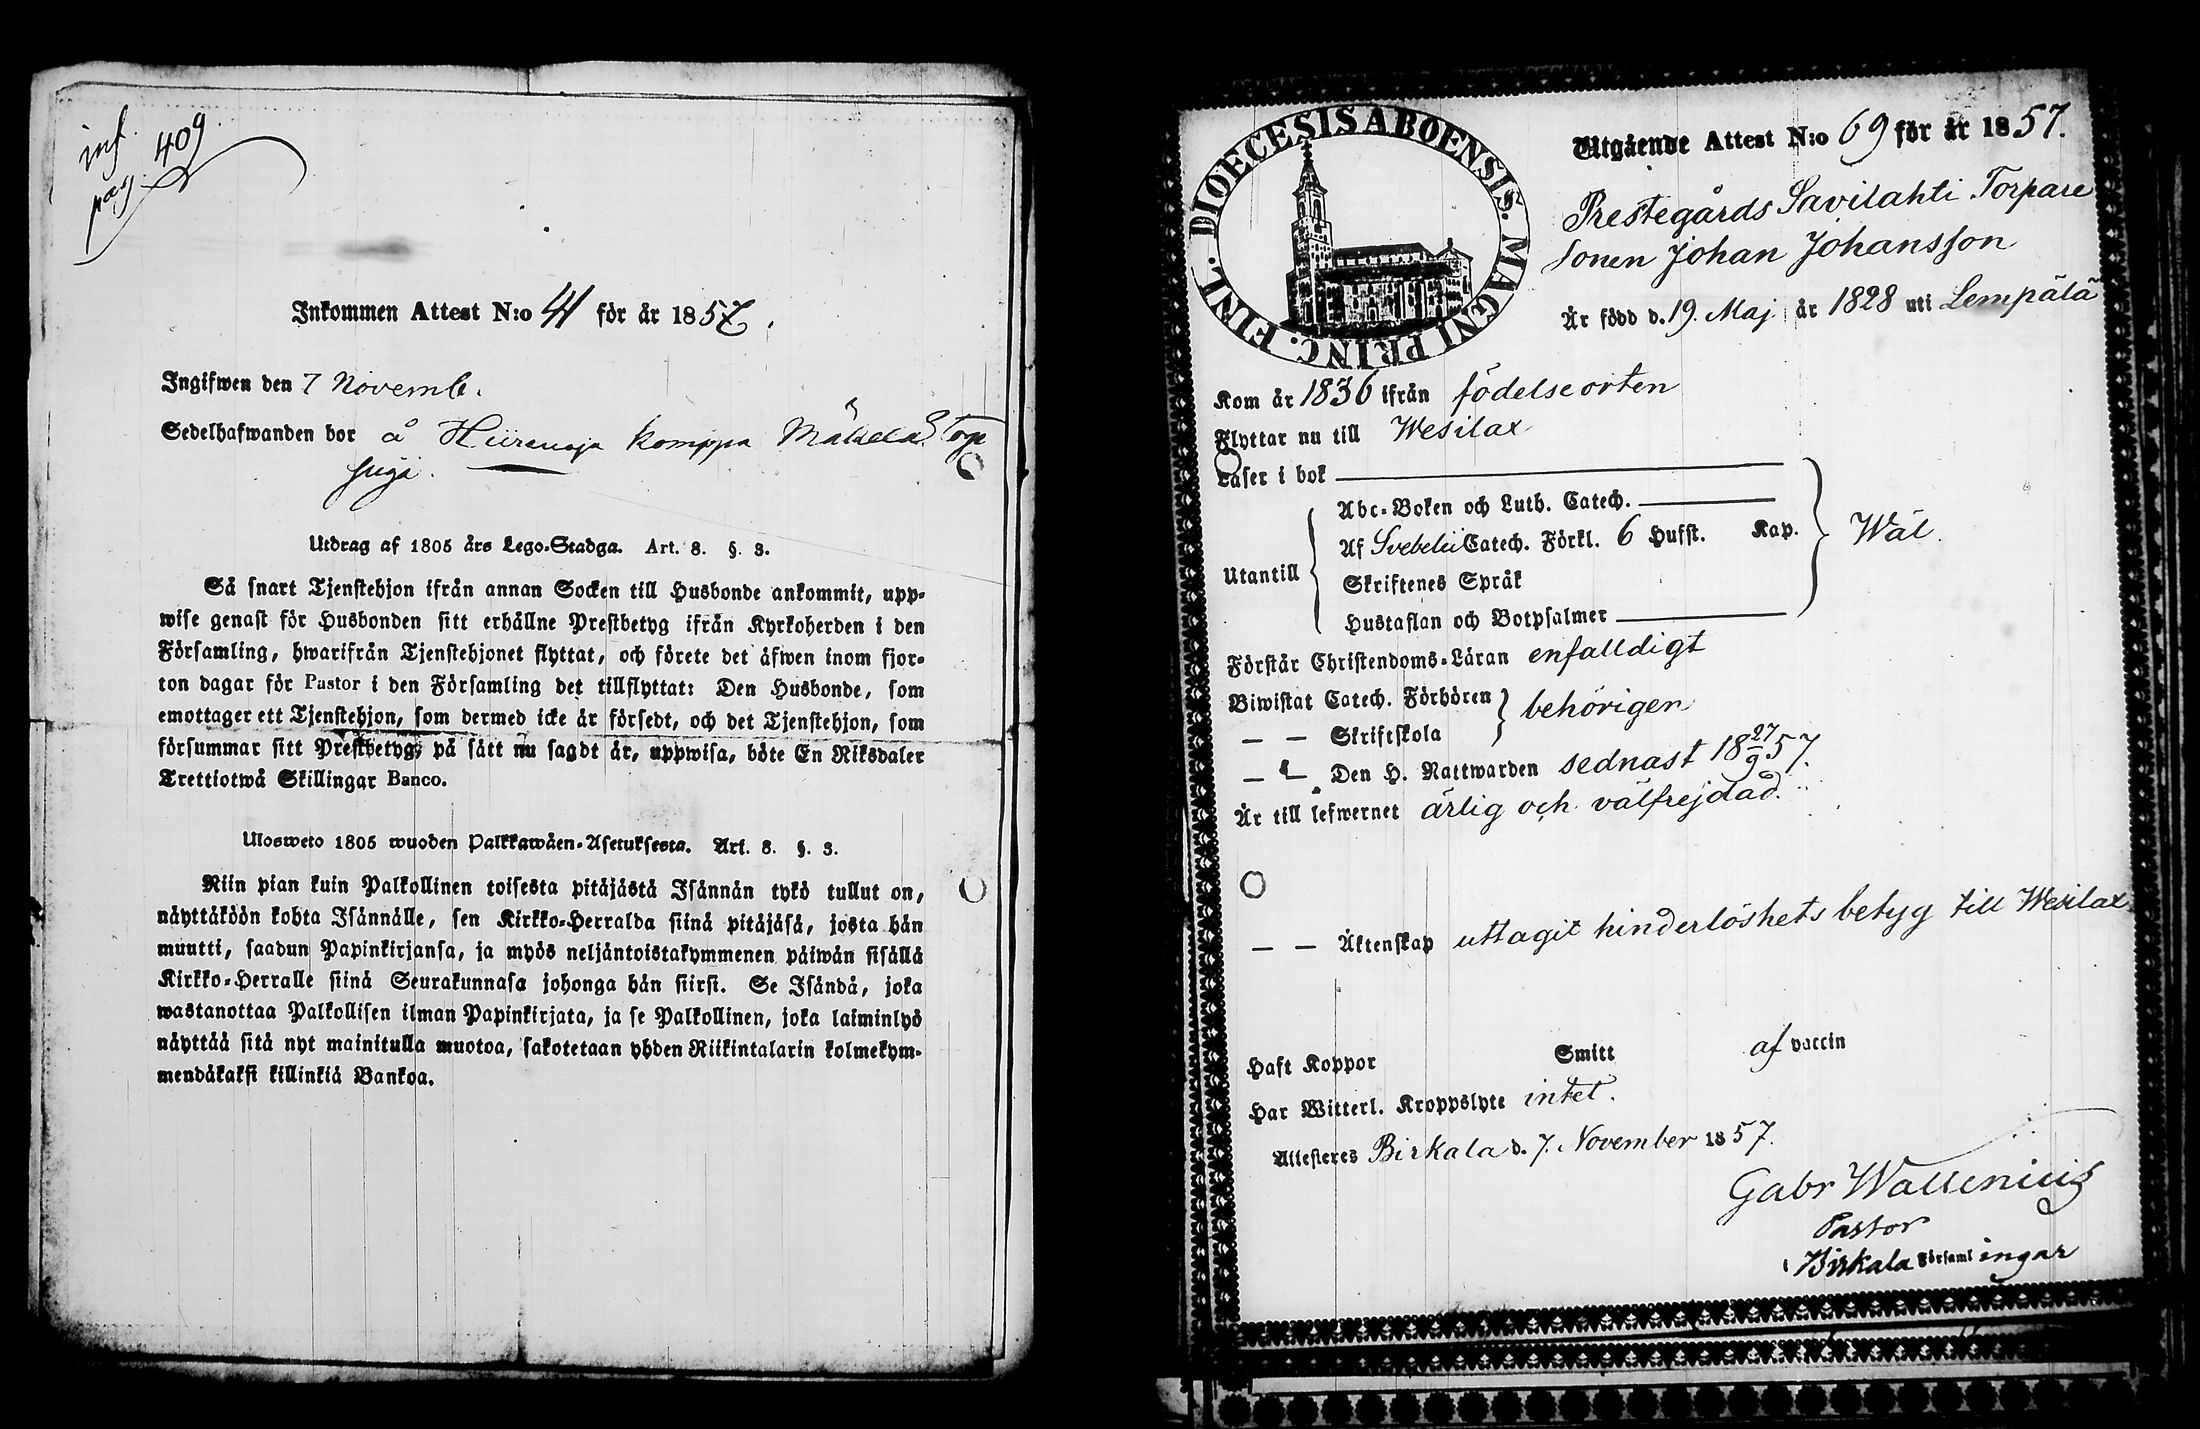 inf.
pag. 409
Inkommen Attest N:o 41 för år 1857.
Ingifwen den 7 Novemb.
Sedelhafwanden bor å Komppa Mälkilä
Utdrag af 1805 års Lego-Stadga. Art. 8. §. 3.
Så snart Tjenstehjon ifrån annan Socken till Husbonde ankommit, upp-
wise genast för Husbonden sitt erhållne Prestbetyg ifrån Kyrkoherden i den
Församling, hwarifrån Tjenstehjonet flyttat, och förete det äfwen inom fjor-
ton dagar för Pastor i den Församling det tillflyttat: Den Husbonde, som
emottager ett Tjenstehjon, som dermed icke är försedt, och det Tjenstehjon, som
försummar sitt Prestbetyg, på sätt nu sagdt är, uppwisa, böte En Riksdaler
Trettiotwå Skillingar Banco.
Ulosweto 1805 wuoden Palkkawäen-Asetuksesta. Art. 8. §. 3.
Niin pian kuin Palkollinen toisesta pitäjästä Isännän tykö tullut on,
näyttäköön kohta Isännälle, sen Kirkko-Herralda siinä pitäjäsä, josta hän
muutti, saadun Papinkirjansa, ja myös neljäntoistakymmenen päiwän sisällä
Kirkko-Herralle siinä Seurakunnasa johonga hän siirsi. Se Isändä, joka
wastanottaa Palkollisen ilman Papinkirjata, ja se Palkollinen, joka laiminlyö
näyttää sitä nyt mainitulla muotoa, sakotetaan yhden Riikintalarin kolmekym-
mendäkaksi killinkiä Bankoa.
DIOECESIS ABOENSIS. MAGNI PRINC. FINL.
Utgående Attest N:o 69 för år 1857.
Prestegårds Savilahti Torpare
sonen Johan Johansson
Är född d. 19. Maj år 1828 uti Lempälä
Kom år 1836 ifrån födelseorten
Flyttar nu till Wesilax
Läser i bok
Abc-Boken och Luth. Catech.
Af Svebelii Catech. Förkl. 6 Hufst. Kap.
Wäl.
Utantill
Skriftenes Språk
Hustaflan och Botpsalmer
Förstår Christendoms-Läran enfalldigt
Biwistat Catech. Förhören
behörigen
— — Skriftskola
— — Den H. Nattwarden sednast 18 27/9 57.
Är till lefwernet ärlig och välfrejdad.
— — Äktenskap uttagit hinderlöshets betyg till Wesilax
Haft Koppor Smitt af vaccin
Har Witterl. Kroppslyte intet.
Attesteres Birkala d. 7. November 1857.
Gabr Wallenius
Pastor
i Birkala Församlingar